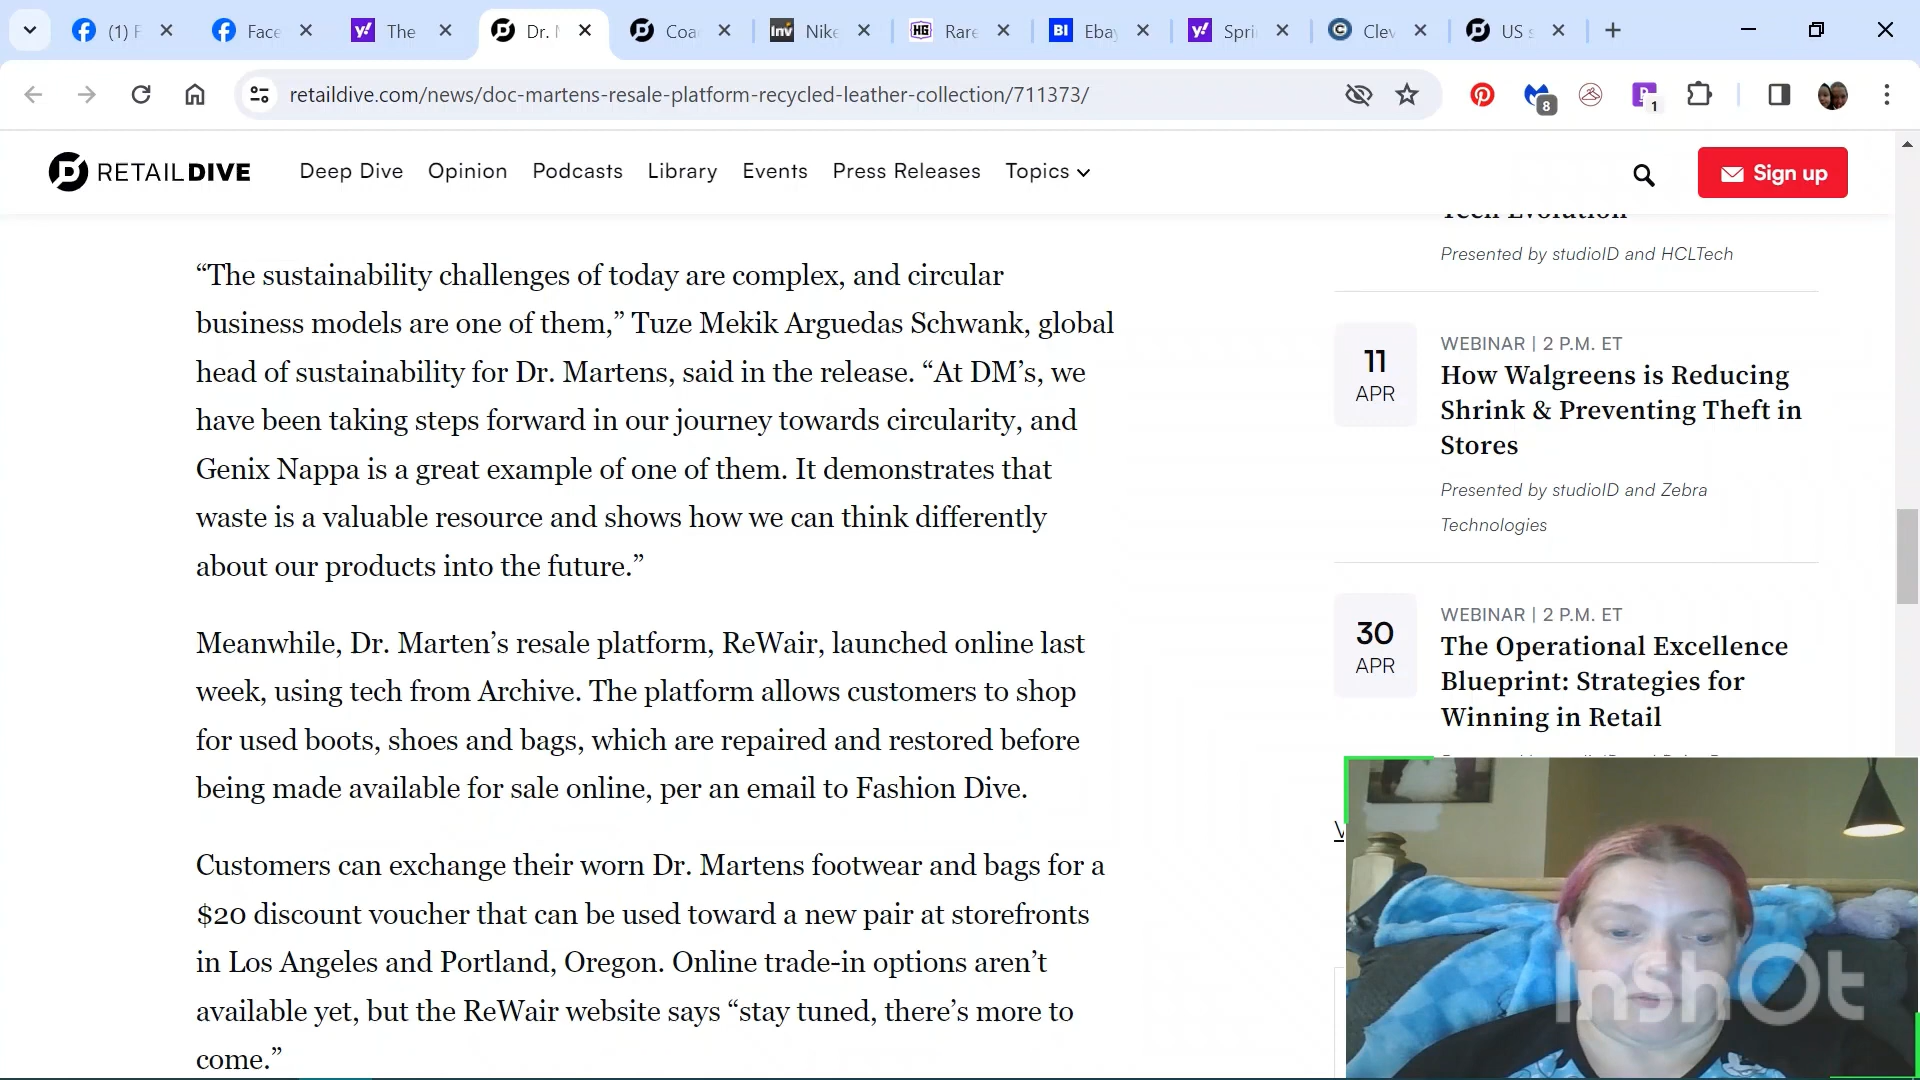 (1) F
Face
The
Dr. M
Coa
Nike
Rare
Eba
Spri
Clev
US s
retaildive.com/news/doc-martens-resale-platform-recycled-leather-collection/711373/
8
1
RETAILDIVE
Deep Dive
Opinion
Podcasts
Library
Events
Press Releases
Topics
Sign up
“The sustainability challenges of today are complex, and circular
business models are one of them,” Tuze Mekik Arguedas Schwank, global
head of sustainability for Dr. Martens, said in the release. “At DM’s, we
have been taking steps forward in our journey towards circularity, and
Genix Nappa is a great example of one of them. It demonstrates that
waste is a valuable resource and shows how we can think differently
about our products into the future.”
Meanwhile, Dr. Marten’s resale platform, ReWair, launched online last
week, using tech from Archive. The platform allows customers to shop
for used boots, shoes and bags, which are repaired and restored before
being made available for sale online, per an email to Fashion Dive.
Customers can exchange their worn Dr. Martens footwear and bags for a
$20 discount voucher that can be used toward a new pair at storefronts
in Los Angeles and Portland, Oregon. Online trade-in options aren’t
available yet, but the ReWair website says “stay tuned, there’s more to
come.”
Tech Evolution
Presented by studioID and HCLTech
11
APR
WEBINAR | 2 P.M. ET
How Walgreens is Reducing
Shrink & Preventing Theft in
Stores
Presented by studioID and Zebra
Technologies
30
APR
WEBINAR | 2 P.M. ET
The Operational Excellence
Blueprint: Strategies for
Winning in Retail
InShOt